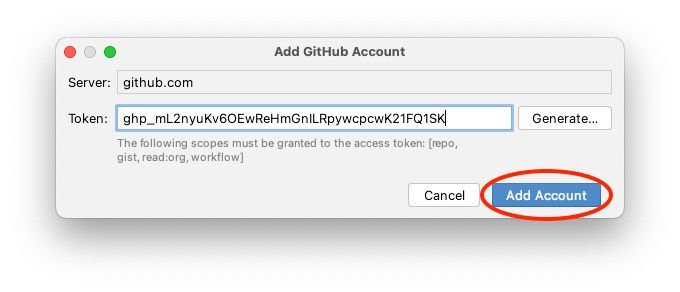 Add GitHub Account
Server: github.com
Token: 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 Generate...
The following scopes must be granted to the access token: [repo,
gist, read:org, workflow]
Cancel Add Account